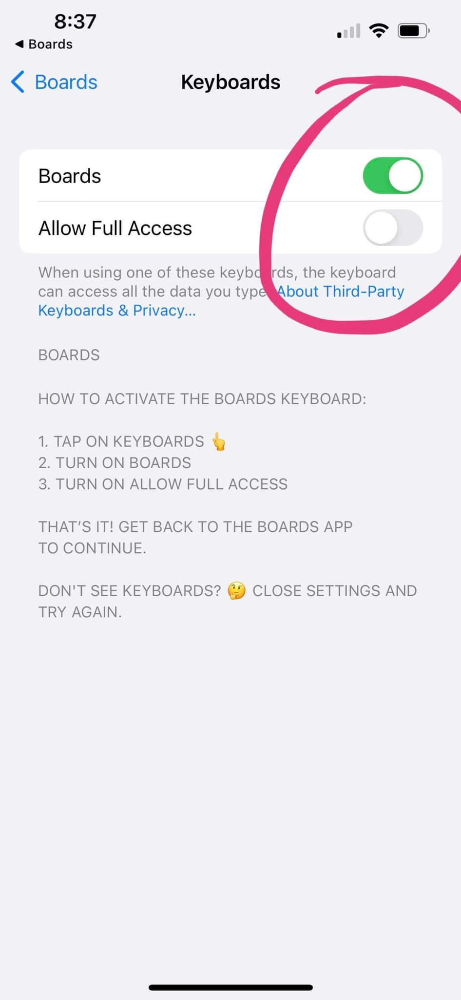 8:37
◀ Boards
Boards
Keyboards
Boards
Allow Full Access
When using one of these keyboards, the keyboard
can access all the data you type. About Third-Party
Keyboards & Privacy...
BOARDS
HOW TO ACTIVATE THE BOARDS KEYBOARD:
1. TAP ON KEYBOARDS 👆
2. TURN ON BOARDS
3. TURN ON ALLOW FULL ACCESS
THAT'S IT! GET BACK TO THE BOARDS APP
TO CONTINUE.
DON'T SEE KEYBOARDS? 🤔 CLOSE SETTINGS AND
TRY AGAIN.